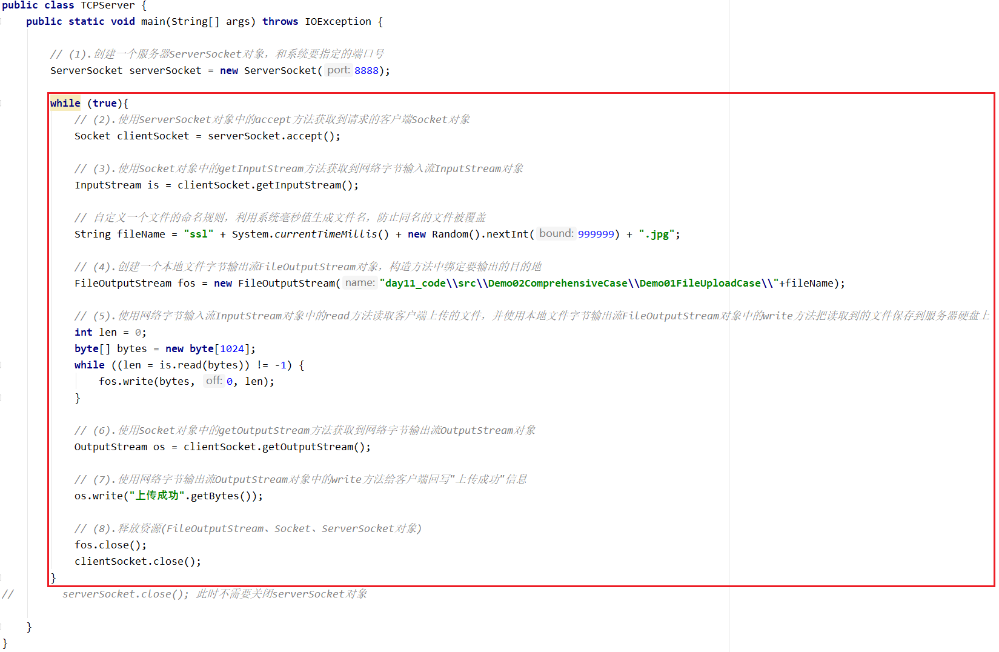 public class TCPServer {
public static void main(String[] args) throws IOException {
// (1).创建一个服务器ServerSocket对象，和系统要指定的端口号
ServerSocket serverSocket = new ServerSocket( port: 8888);
while (true){
// (2).使用ServerSocket对象中的accept方法获取到请求的客户端Socket对象
Socket clientSocket = serverSocket.accept();
// (3).使用Socket对象中的getInputStream方法获取到网络字节输入流InputStream对象
InputStream is = clientSocket.getInputStream();
// 自定义一个文件的命名规则，利用系统毫秒值生成文件名，防止同名的文件被覆盖
String fileName = "ssl" + System.currentTimeMillis() + new Random().nextInt( bound: 999999) + ".jpg";
// (4).创建一个本地文件字节输出流FileOutputStream对象，构造方法中绑定要输出的目的地
FileOutputStream fos = new FileOutputStream( name: "day11_code\\src\\Demo02ComprehensiveCase\\Demo01FileUploadCase\\"+fileName);
// (5).使用网络字节输入流InputStream对象中的read方法读取客户端上传的文件，并使用本地文件字节输出流FileOutputStream对象中的write方法把读取到的文件保存到服务器硬盘上
int len = 0;
byte[] bytes = new byte[1024];
while ((len = is.read(bytes)) != -1) {
fos.write(bytes, off: 0, len);
}
// (6).使用Socket对象中的getOutputStream方法获取到网络字节输出流OutputStream对象
OutputStream os = clientSocket.getOutputStream();
// (7).使用网络字节输出流OutputStream对象中的write方法给客户端回写"上传成功"信息
os.write("上传成功".getBytes());
// (8).释放资源(FileOutputStream、Socket、ServerSocket对象)
fos.close();
clientSocket.close();
}
// serverSocket.close(); 此时不需要关闭serverSocket对象
}
}